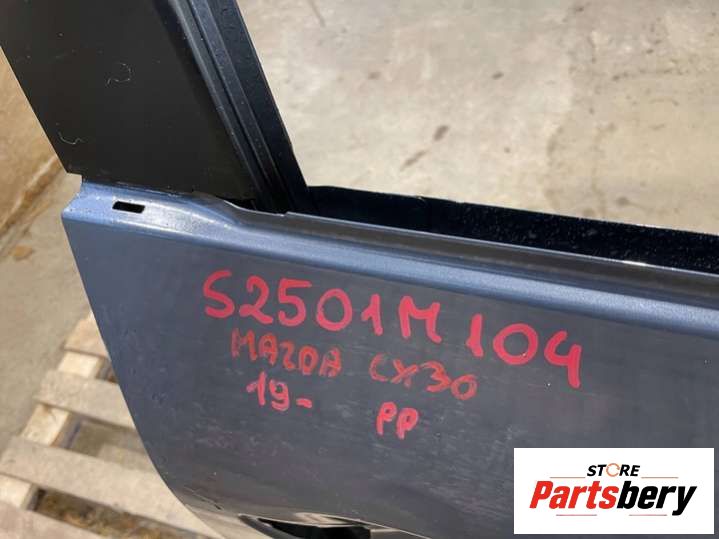 S2501M104
MAZDA CX30
19- PP
STORE
Partsbery